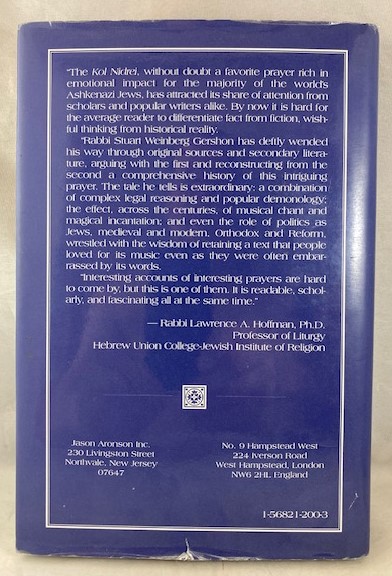 "The Kol Nidrei, without doubt a favorite prayer rich in
emotional impact for the majority of the world's
Ashkenazi Jews, has attracted its share of attention from
scholars and popular writers alike. By now it is hard for
the average reader to differentiate fact from fiction, wish-
ful thinking from historical reality.
"Rabbi Stuart Weinberg Gershon has deftly wended
his way through original sources and secondary litera-
ture, arguing with the first and reconstructing from the
second a comprehensive history of this intriguing
prayer. The tale he tells is extraordinary: a combination
of complex legal reasoning and popular demonology;
the effect, across the centuries, of musical chant and
magical incantation; and even the role of politics as
Jews, medieval and modern, Orthodox and Reform,
wrestled with the wisdom of retaining a text that people
loved for its music even as they were often embar-
rassed by its words.
"Interesting accounts of interesting prayers are hard
to come by, but this is one of them. It is readable, schol-
arly, and fascinating all at the same time."
— Rabbi Lawrence A. Hoffman, Ph.D.
Professor of Liturgy
Hebrew Union College-Jewish Institute of Religion
Jason Aronson Inc.
230 Livingston Street
Northvale, New Jersey
07647
No. 9 Hampstead West
224 Iverson Road
West Hampstead, London
NW6 2HL England
1-56821-200-3